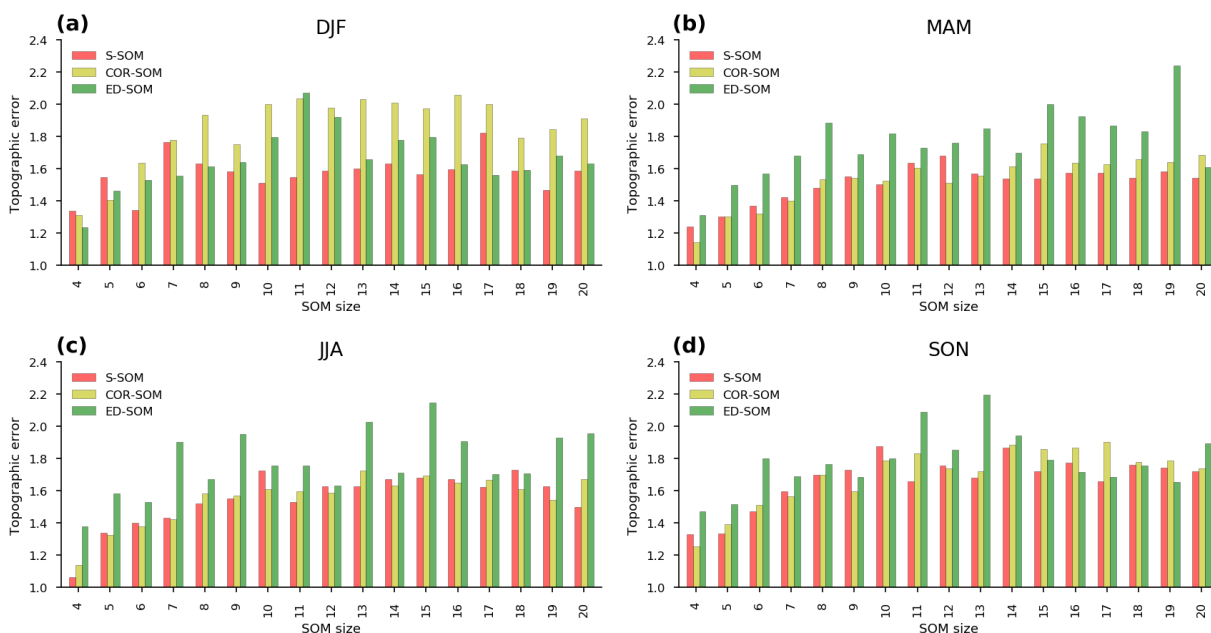 (a)
DJF
2.4
2.2
2.0
1.8
1.6
1.4
1.2
1.0
Topographic error
S-SOM
COR-SOM
ED-SOM
4 5 6 7 8 9 10 11 12 13 14 15 16 17 18 19 20
SOM size
(b)
MAM
2.4
2.2
2.0
1.8
1.6
1.4
1.2
1.0
Topographic error
S-SOM
COR-SOM
ED-SOM
4 5 6 7 8 9 10 11 12 13 14 15 16 17 18 19 20
SOM size
(c)
JJA
2.4
2.2
2.0
1.8
1.6
1.4
1.2
1.0
Topographic error
S-SOM
COR-SOM
ED-SOM
4 5 6 7 8 9 10 11 12 13 14 15 16 17 18 19 20
SOM size
(d)
SON
2.4
2.2
2.0
1.8
1.6
1.4
1.2
1.0
Topographic error
S-SOM
COR-SOM
ED-SOM
4 5 6 7 8 9 10 11 12 13 14 15 16 17 18 19 20
SOM size